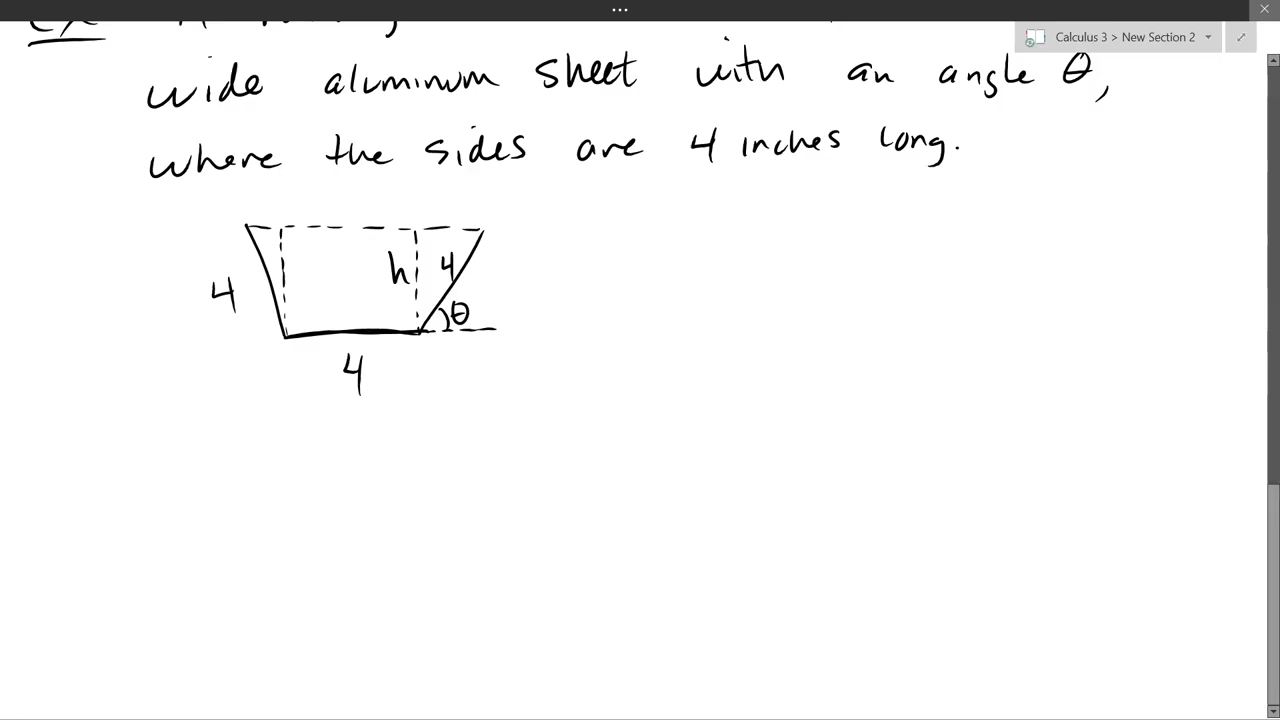 Ex
Calculus 3 > New Section 2
wide aluminum sheet with an angle θ,
where the sides are 4 inches long.
h 4
4 θ
4